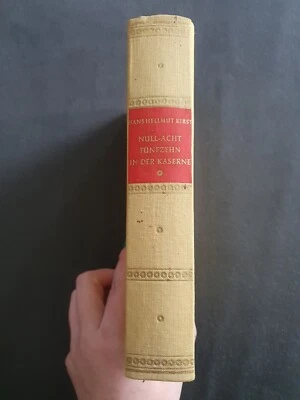 HANS HELLMUT KIRST
NULL-ACHT
FÜNFZEHN
IN DER KASERNE